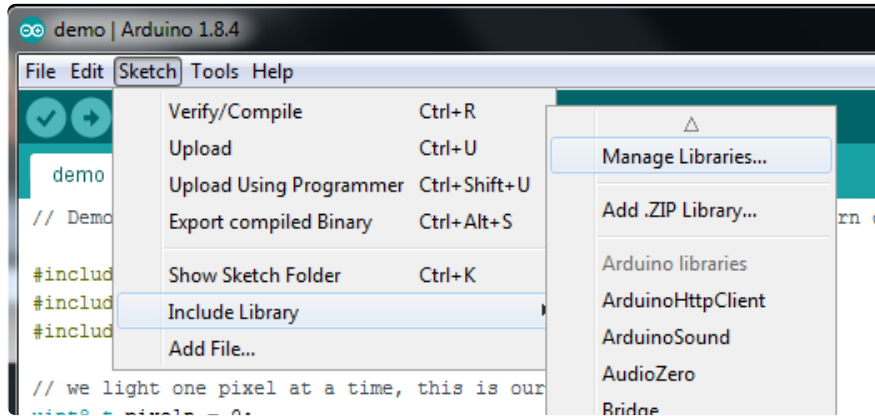 demo | Arduino 1.8.4
File Edit Sketch Tools Help
Verify/Compile Ctrl+R
Upload Ctrl+U
Upload Using Programmer Ctrl+Shift+U
Export compiled Binary Ctrl+Alt+S
Show Sketch Folder Ctrl+K
Include Library
Add File...
Manage Libraries...
Add .ZIP Library...
Arduino libraries
ArduinoHttpClient
ArduinoSound
AudioZero
Bridge
demo
// Demo
#includ
#includ
#includ
// we light one pixel at a time, this is our
uint8_t pixeln = 0;